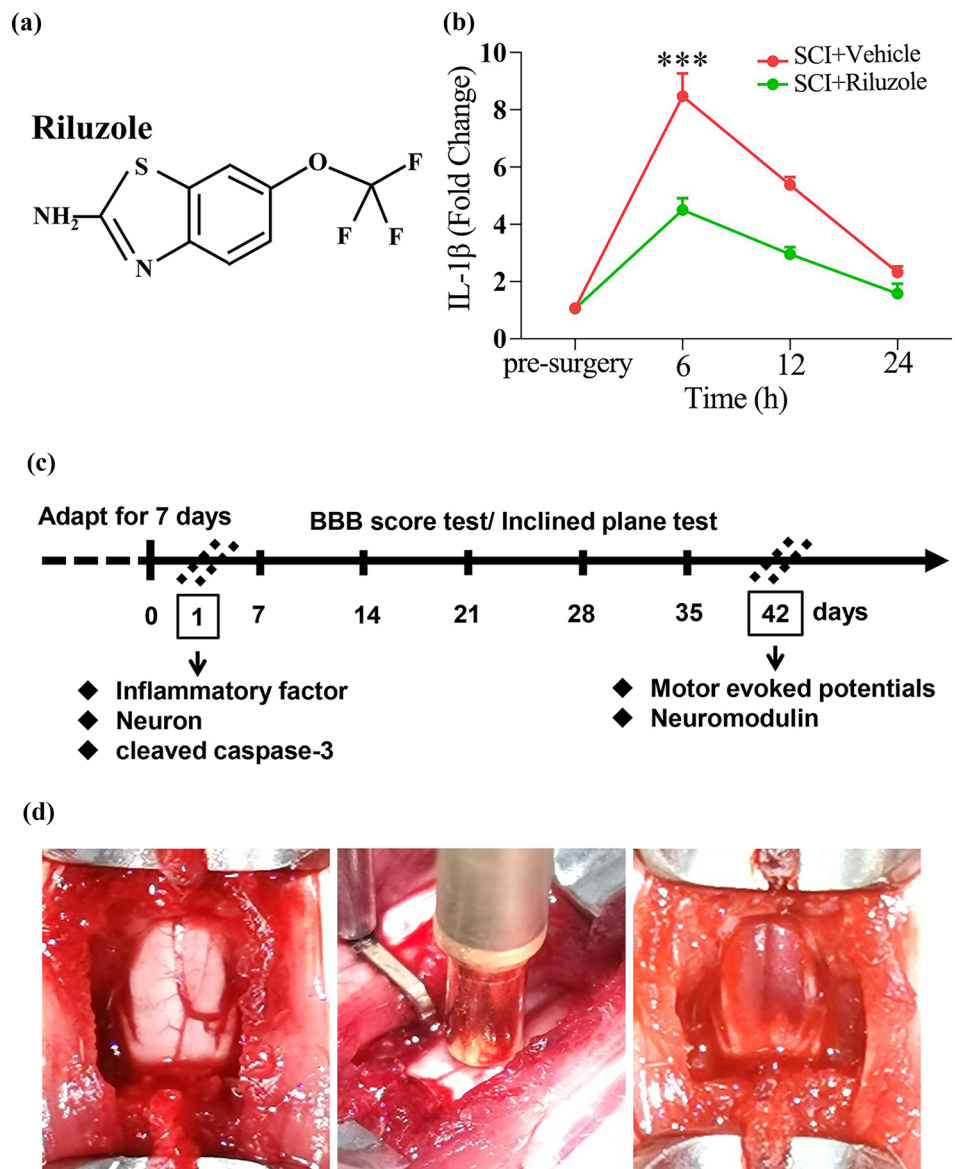 (a)
Riluzole
S
O
F
F
F
NH₂
N
(b)
10
8
6
4
2
0
IL-1β (Fold Change)
***
SCI+Vehicle
SCI+Riluzole
pre-surgery 6 12 24
Time (h)
(c)
Adapt for 7 days
BBB score test/ Inclined plane test
0 1 7 14 21 28 35 42 days
Inflammatory factor
Neuron
cleaved caspase-3
Motor evoked potentials
Neuromodulin
(d)